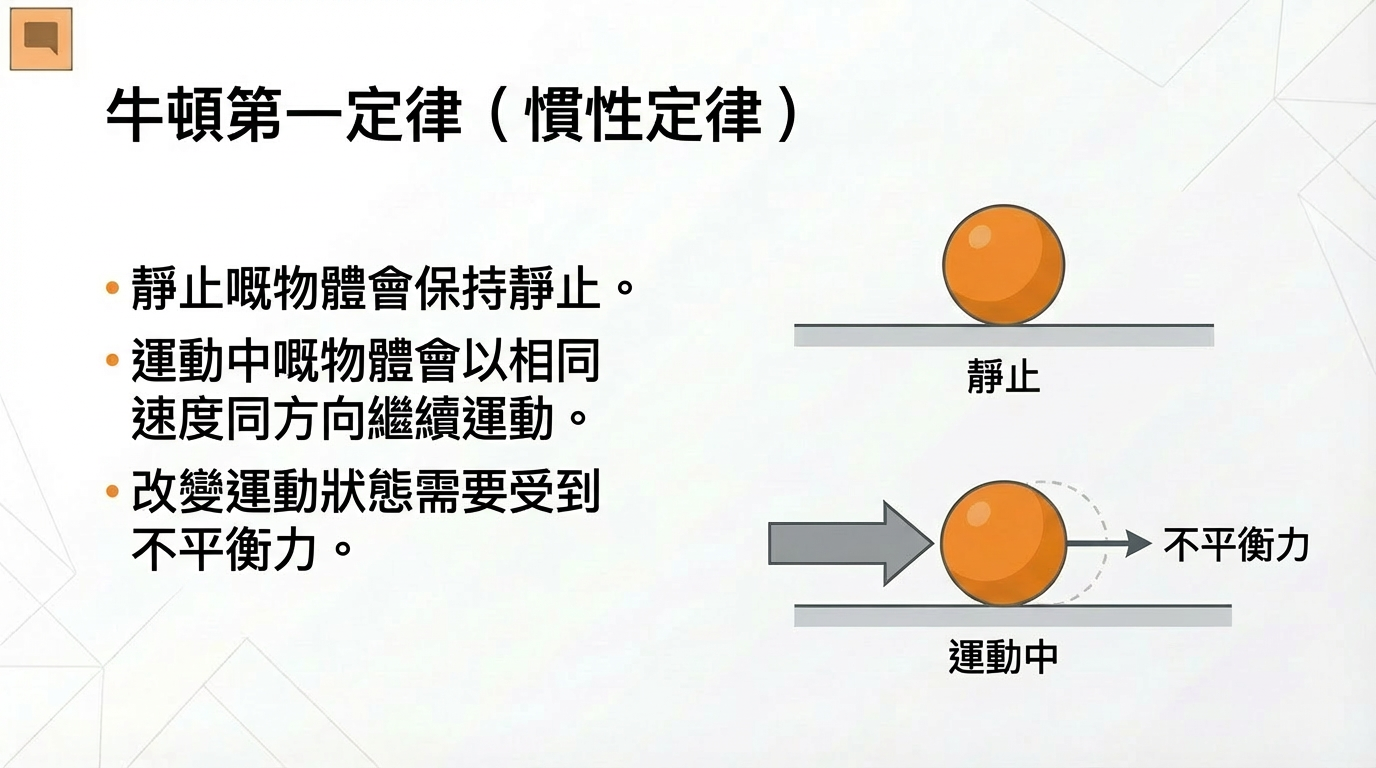 牛頓第一定律（慣性定律）
•靜止嘅物體會保持靜止。
•運動中嘅物體會以相同
速度同方向繼續運動。
•改變運動狀態需要受到
不平衡力。
靜止
不平衡力
運動中